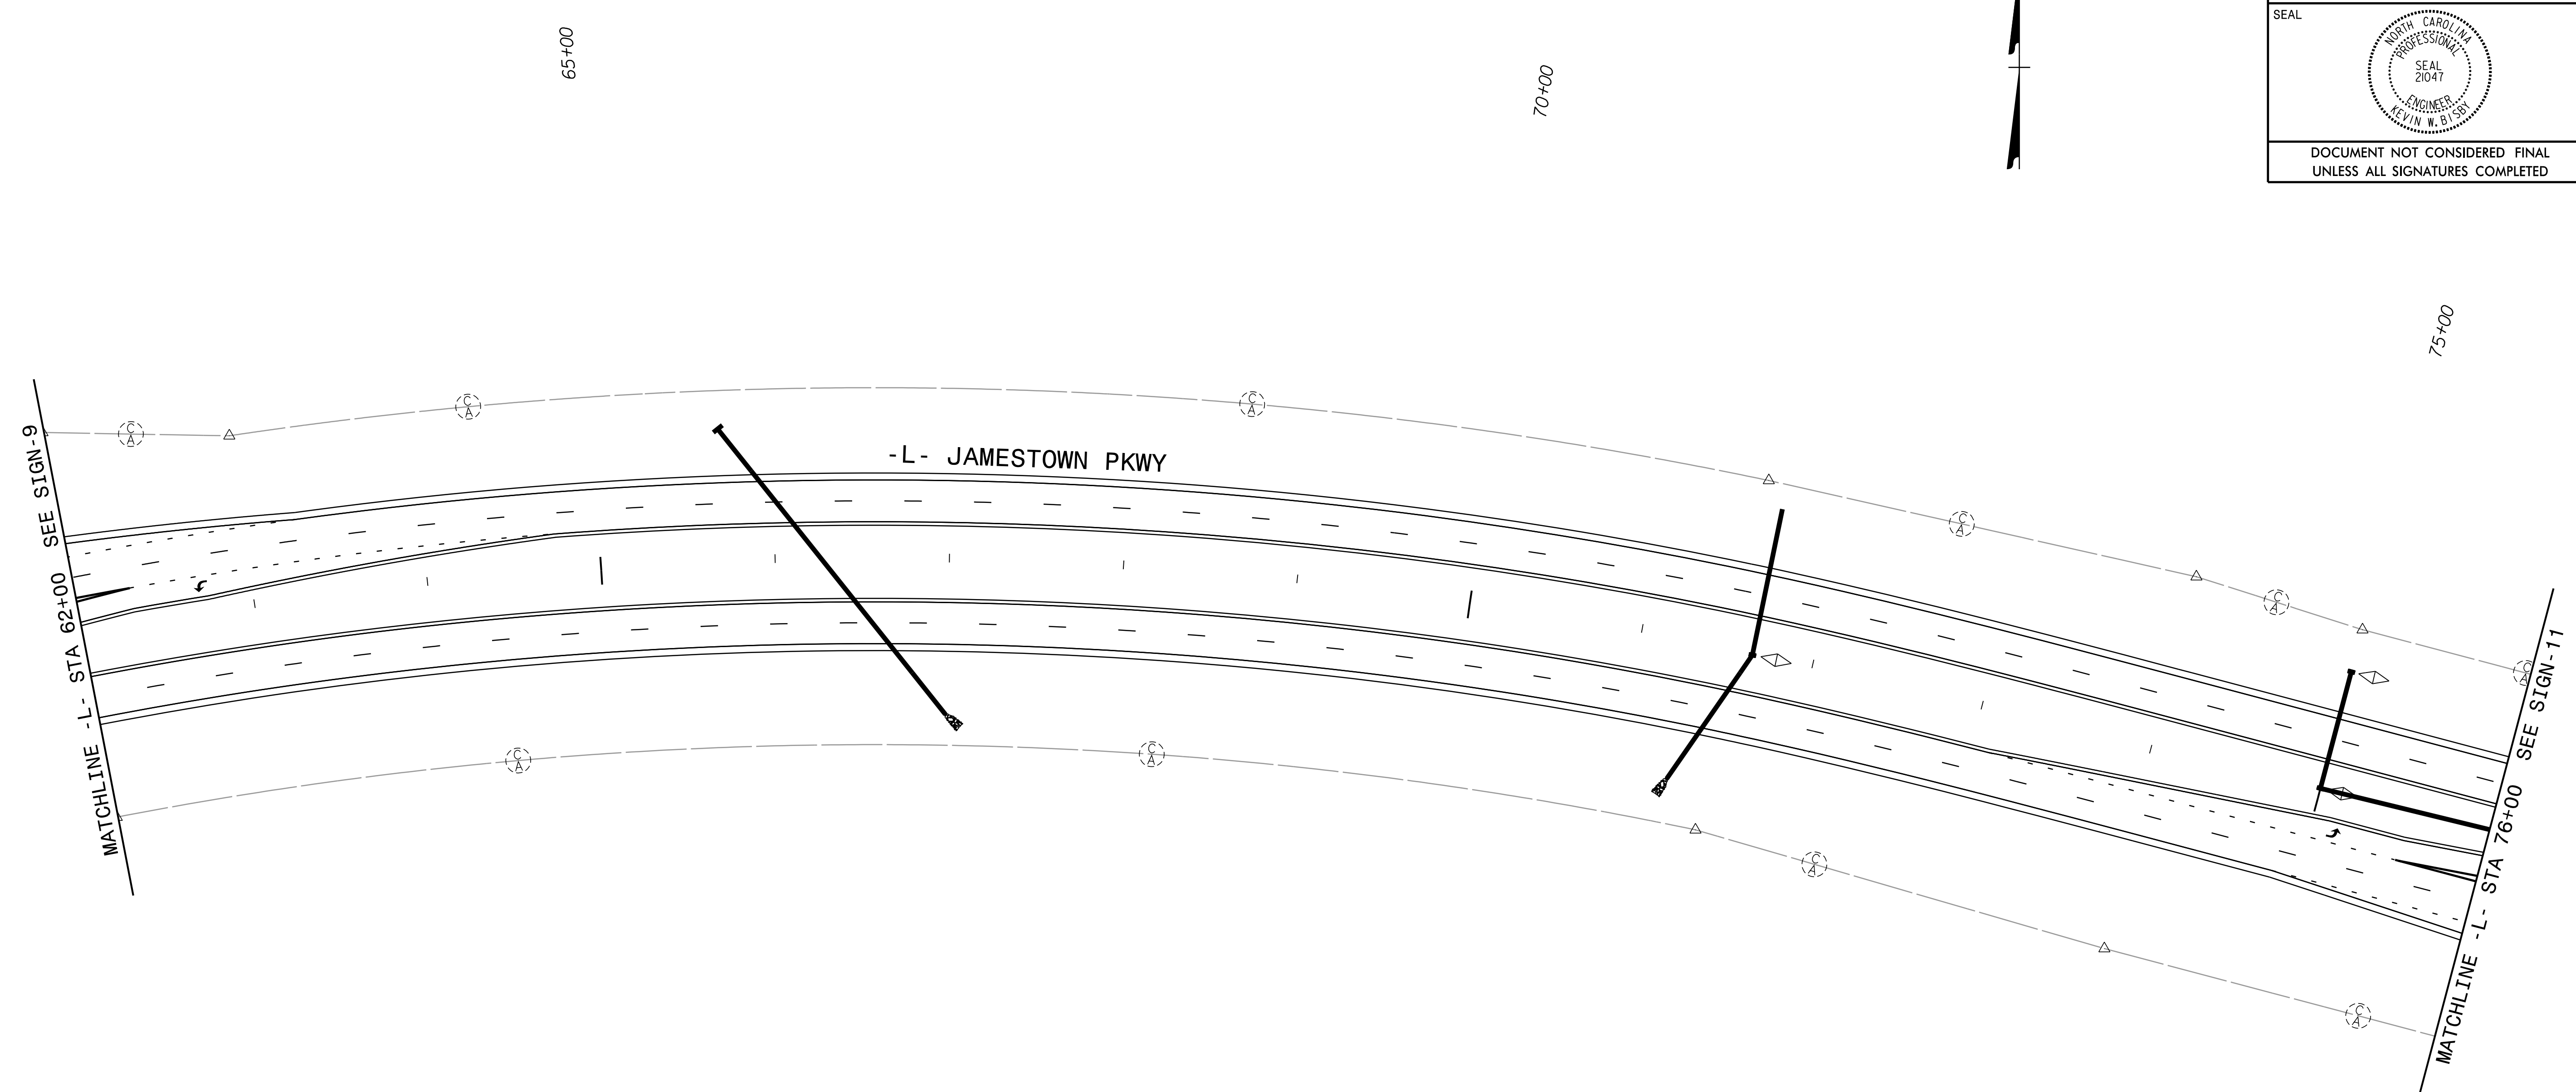 65+00
70+00
75+00
SEAL
NORTH CAROLINA
PROFESSIONAL
SEAL
21047
ENGINEER
KEVIN W. BISBY
DOCUMENT NOT CONSIDERED FINAL
UNLESS ALL SIGNATURES COMPLETED
MATCHLINE -L- STA 62+00 SEE SIGN-9
-L- JAMESTOWN PKWY
MATCHLINE -L- STA 76+00 SEE SIGN-11
C
A
C
A
C
A
C
A
C
A
C
A
C
A
C
A
C
A
C
A